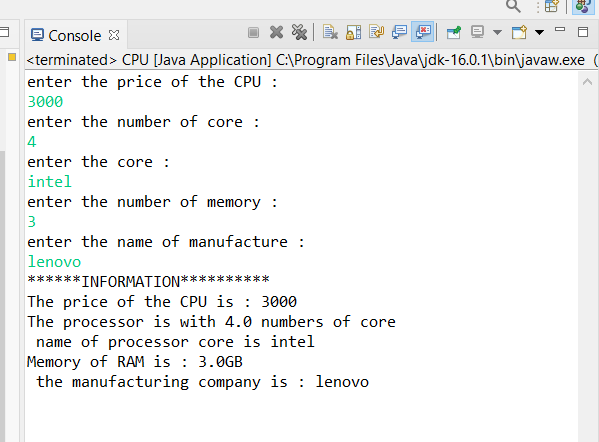 Console
<terminated> CPU [Java Application] C:\Program Files\Java\jdk-16.0.1\bin\javaw.exe (
enter the price of the CPU :
3000
enter the number of core :
4
enter the core :
intel
enter the number of memory :
3
enter the name of manufacture :
lenovo
******INFORMATION**********
The price of the CPU is : 3000
The processor is with 4.0 numbers of core
 name of processor core is intel
Memory of RAM is : 3.0GB
 the manufacturing company is : lenovo